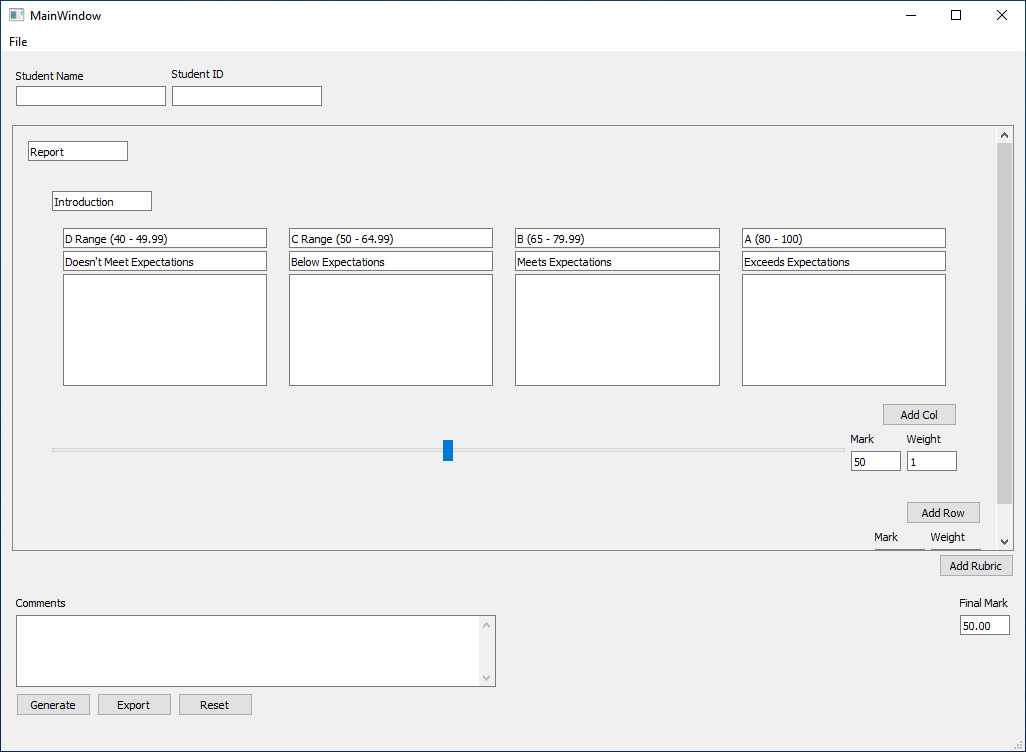 MainWindow
File
Student Name Student ID
Report
Introduction
D Range (40 - 49.99) C Range (50 - 64.99) B (65 - 79.99) A (80 - 100)
Doesn't Meet Expectations Below Expectations Meets Expectations Exceeds Expectations
Add Col
Mark Weight
50 1
Add Row
Mark Weight
Add Rubric
Comments Final Mark
50.00
Generate Export Reset